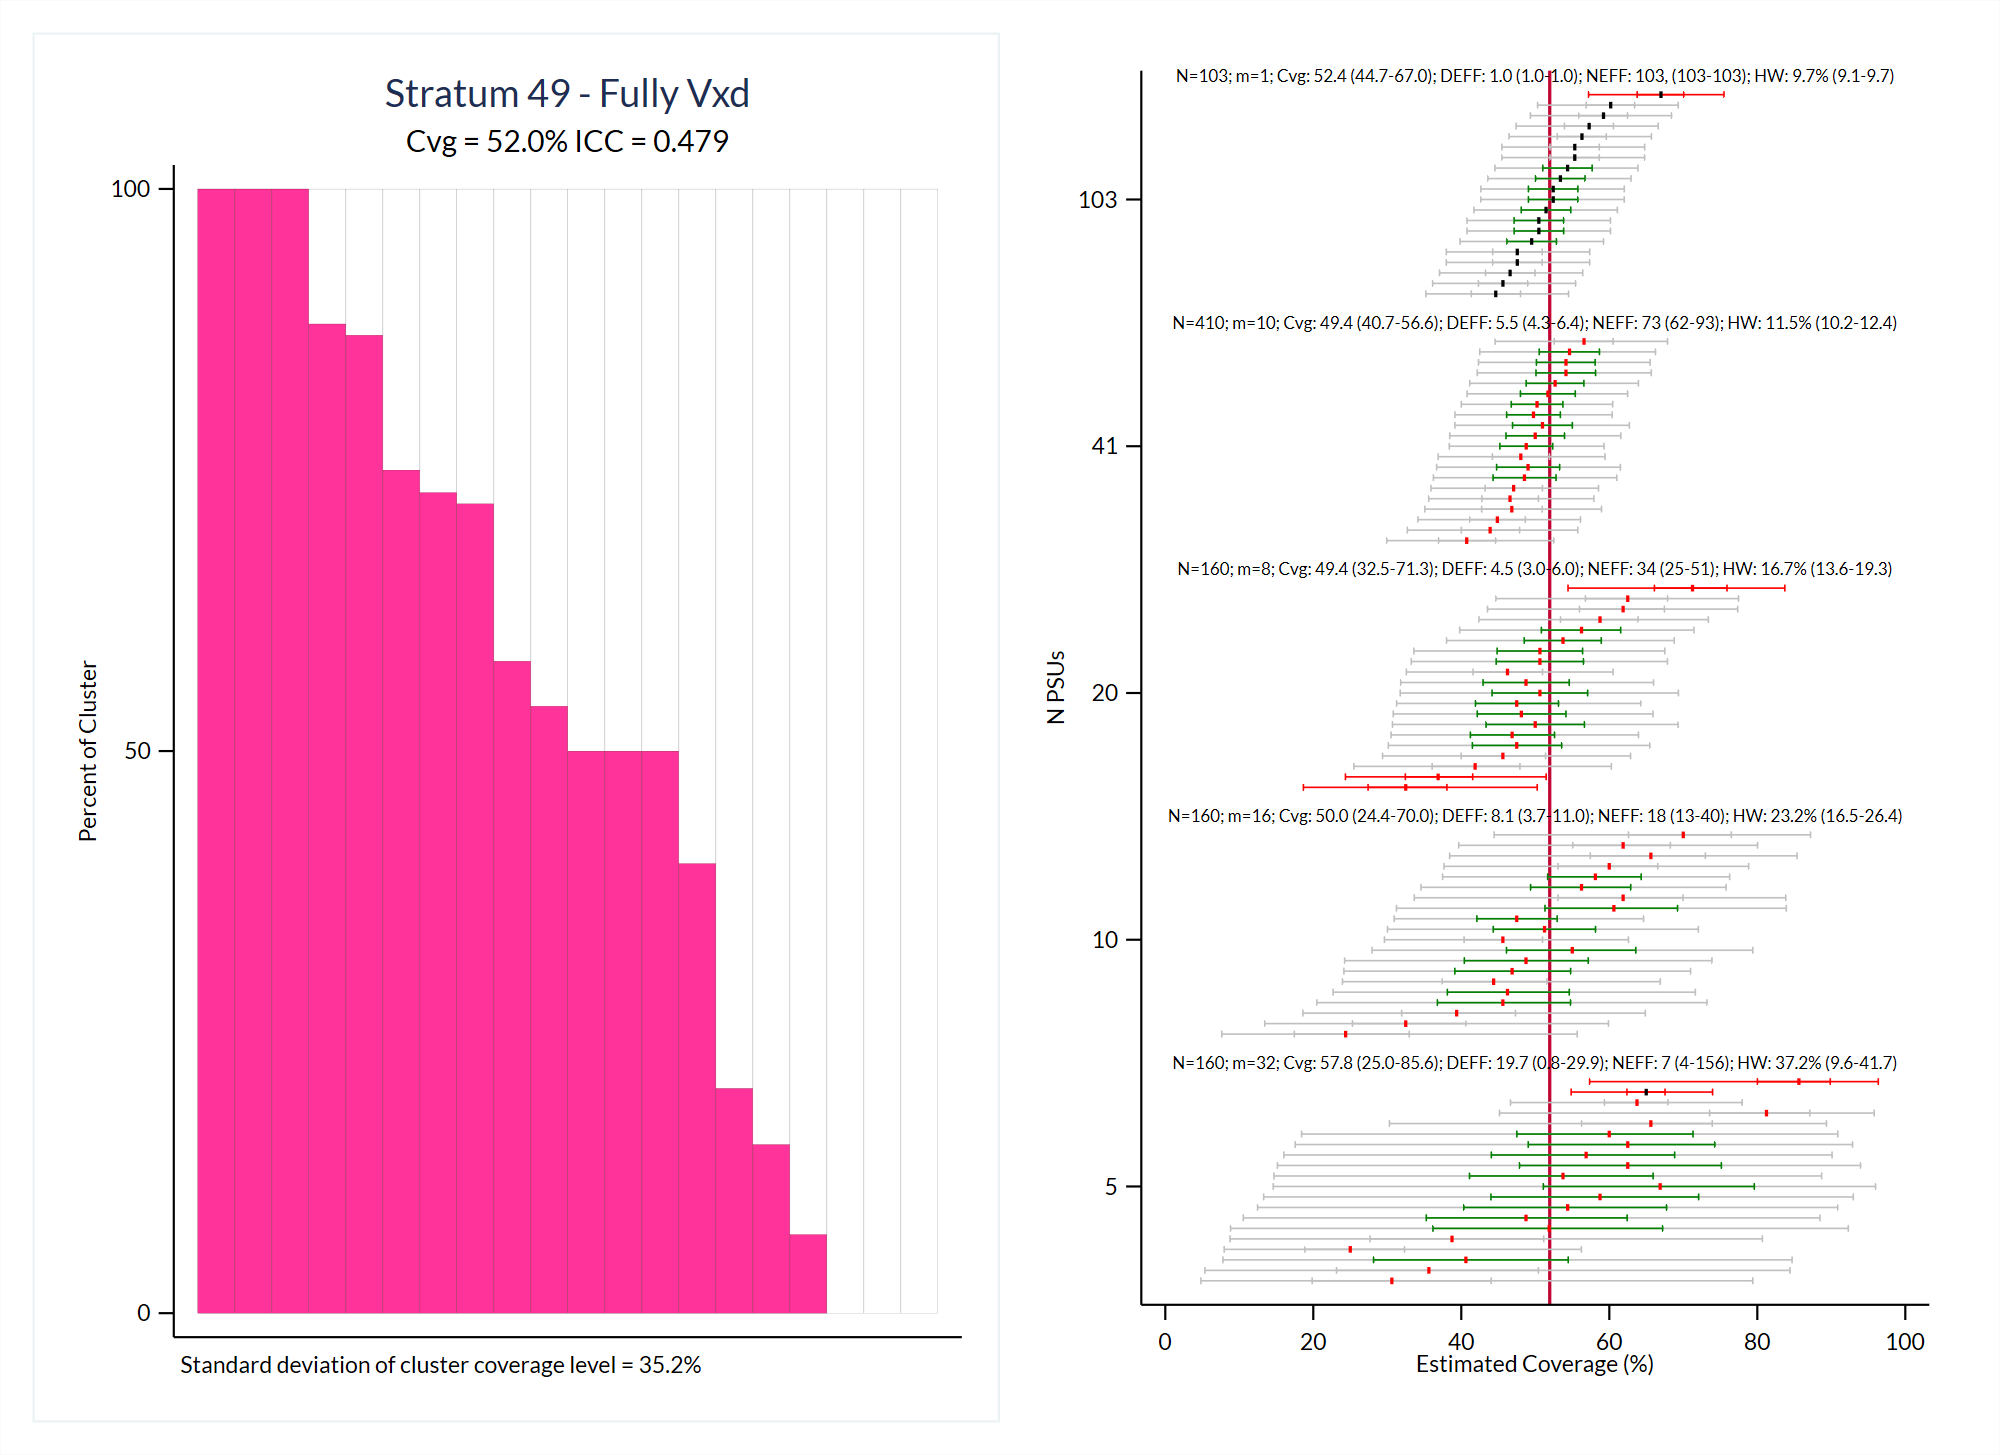 Stratum 49 - Fully Vxd
Cvg = 52.0% ICC = 0.479
100
50
0
Percent of Cluster
Standard deviation of cluster coverage level = 35.2%
N=103; m=1; Cvg: 52.4 (44.7-67.0); DEFF: 1.0 (1.0-1.0); NEFF: 103, (103-103); HW: 9.7% (9.1-9.7)
103
N=410; m=10; Cvg: 49.4 (40.7-56.6); DEFF: 5.5 (4.3-6.4); NEFF: 73 (62-93); HW: 11.5% (10.2-12.4)
41
N=160; m=8; Cvg: 49.4 (32.5-71.3); DEFF: 4.5 (3.0-6.0); NEFF: 34 (25-51); HW: 16.7% (13.6-19.3)
20
N=160; m=16; Cvg: 50.0 (24.4-70.0); DEFF: 8.1 (3.7-11.0); NEFF: 18 (13-40); HW: 23.2% (16.5-26.4)
10
N=160; m=32; Cvg: 57.8 (25.0-85.6); DEFF: 19.7 (0.8-29.9); NEFF: 7 (4-156); HW: 37.2% (9.6-41.7)
5
N PSUs
0 20 40 60 80 100
Estimated Coverage (%)